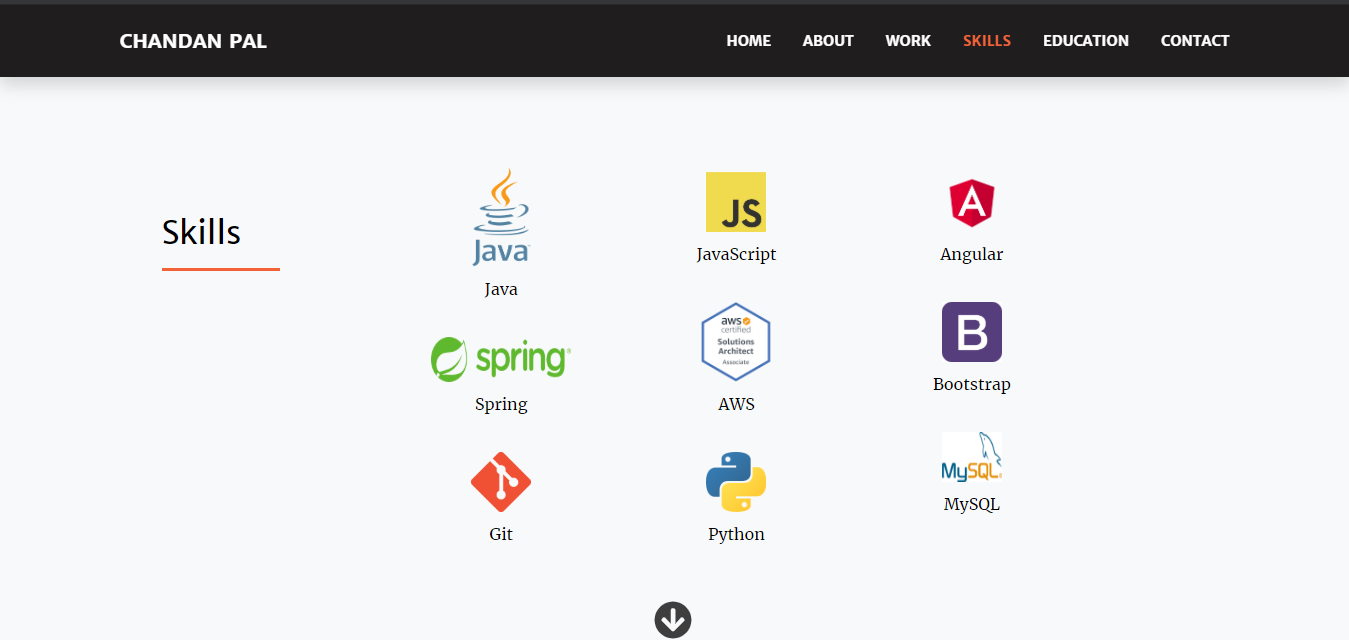 CHANDAN PAL
HOME ABOUT WORK SKILLS EDUCATION CONTACT
Skills
Java
Java
JS
JavaScript
A
Angular
spring
Spring
aws
certified
Solutions
Architect
Associate
AWS
B
Bootstrap
Git
Python
MySQL
MySQL